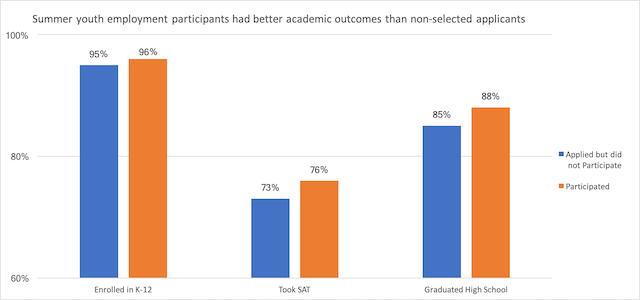 Summer youth employment participants had better academic outcomes than non-selected applicants
100%
95%
96%
88%
85%
80%
76%
73%
60%
Applied but did
not Participate
Participated
Enrolled in K-12
Took SAT
Graduated High School